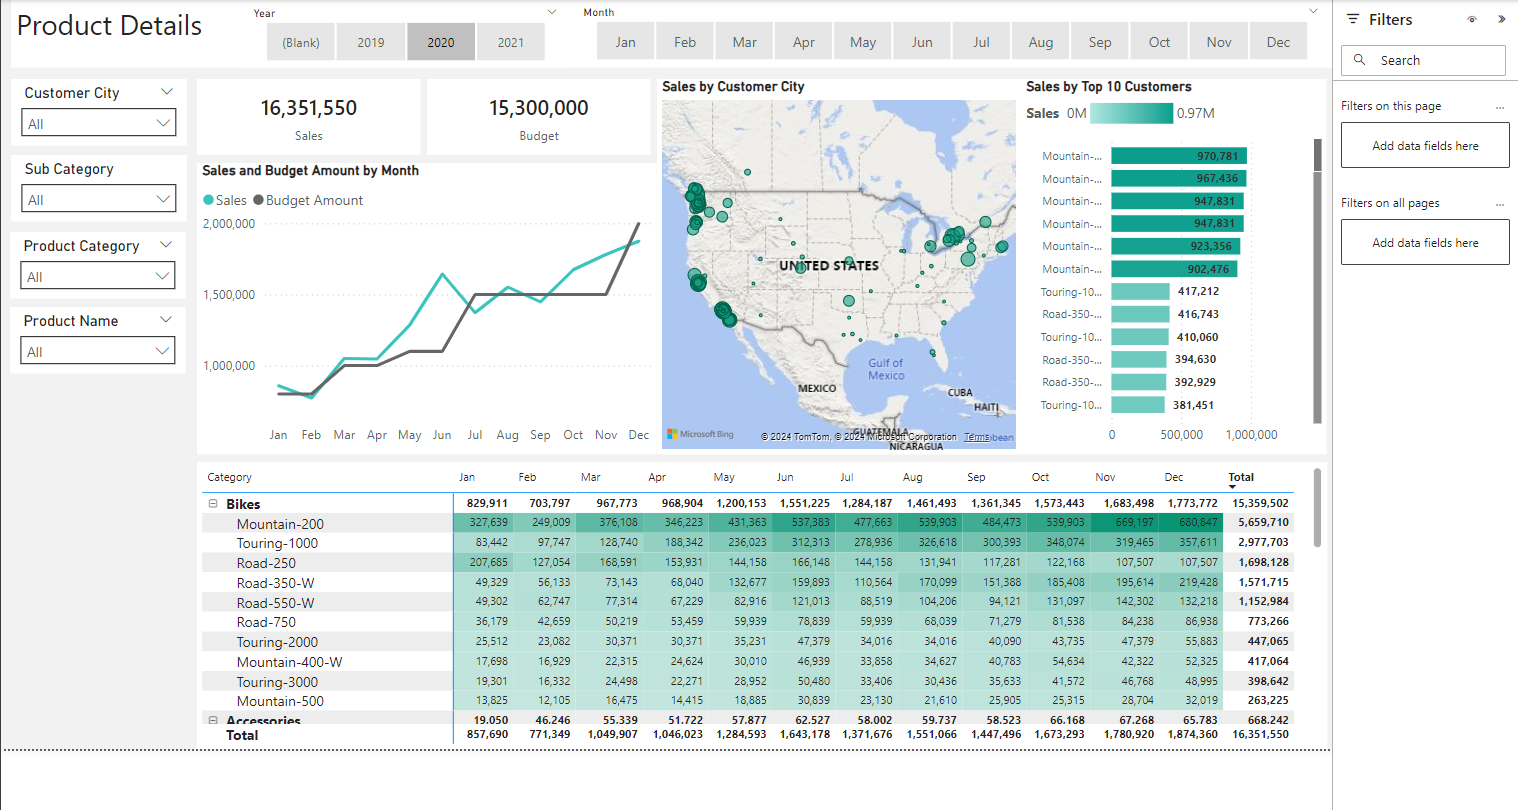 Product Details
Year
(Blank) 2019 2020 2021
Month
Jan Feb Mar Apr May Jun Jul Aug Sep Oct Nov Dec
Customer City
All
Sub Category
All
Product Category
All
Product Name
All
16,351,550
Sales
15,300,000
Budget
Sales and Budget Amount by Month
Sales Budget Amount
2,000,000
1,500,000
1,000,000
Jan Feb Mar Apr May Jun Jul Aug Sep Oct Nov Dec
Sales by Customer City
UNITED STATES
Gulf of
Mexico
MEXICO
CUBA
HAITI
GUATEMALA
NICARAGUA
Microsoft Bing
© 2024 TomTom, © 2024 Microsoft Corporation Terms
bean
Sales by Top 10 Customers
Sales 0M 0.97M
Mountain-... 970,781
Mountain-... 967,436
Mountain-... 947,831
Mountain-... 947,831
Mountain-... 923,356
Mountain-... 902,476
Touring-10... 417,212
Road-350-... 416,743
Touring-10... 410,060
Road-350-... 394,630
Road-350-... 392,929
Touring-10... 381,451
0 500,000 1,000,000
Category Jan Feb Mar Apr May Jun Jul Aug Sep Oct Nov Dec Total
Bikes 829,911 703,797 967,773 968,904 1,200,153 1,551,225 1,284,187 1,461,493 1,361,345 1,573,443 1,683,498 1,773,772 15,359,502
Mountain-200 327,639 249,009 376,108 346,223 431,363 537,383 477,663 539,903 484,473 539,903 669,197 680,847 5,659,710
Touring-1000 83,442 97,747 128,740 188,342 236,023 312,313 278,936 326,618 300,393 348,074 319,465 357,611 2,977,703
Road-250 207,685 127,054 168,591 153,931 144,158 166,148 144,158 131,941 117,281 122,168 107,507 107,507 1,698,128
Road-350-W 49,329 56,133 73,143 68,040 132,677 159,893 110,564 170,099 151,388 185,408 195,614 219,428 1,571,715
Road-550-W 49,302 62,747 77,314 67,229 82,916 121,013 88,519 104,206 94,121 131,097 142,302 132,218 1,152,984
Road-750 36,179 42,659 50,219 53,459 59,939 78,839 59,939 68,039 71,279 81,538 84,238 86,938 773,266
Touring-2000 25,512 23,082 30,371 30,371 35,231 47,379 34,016 34,016 40,090 43,735 47,379 55,883 447,065
Mountain-400-W 17,698 16,929 22,315 24,624 30,010 46,939 33,858 34,627 40,783 54,634 42,322 52,325 417,064
Touring-3000 19,301 16,332 24,498 22,271 28,952 50,480 33,406 30,436 35,633 41,572 46,768 48,995 398,642
Mountain-500 13,825 12,105 16,475 14,415 18,885 30,839 23,130 21,610 25,905 25,315 28,704 32,019 263,225
Accessories 19,050 46,246 55,339 51,722 57,877 62,527 58,002 59,737 58,523 66,168 67,268 65,783 668,242
Total 857,690 771,349 1,049,907 1,046,023 1,284,593 1,643,178 1,371,676 1,551,066 1,447,496 1,673,293 1,780,920 1,874,360 16,351,550
Filters
Search
Filters on this page ...
Add data fields here
Filters on all pages ...
Add data fields here